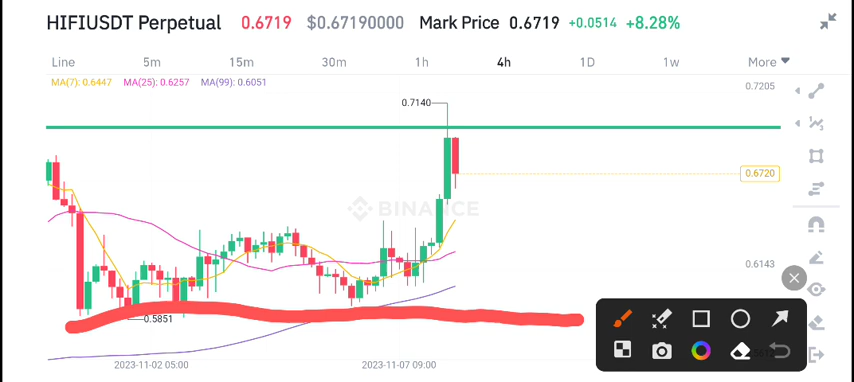 HIFIUSDT Perpetual 0.6719 $0.67190000 Mark Price 0.6719 +0.0514 +8.28%
Line 5m 15m 30m 1h 4h 1D 1w More
MA(7): 0.6447 MA(25): 0.6257 MA(99): 0.6051
0.7205
0.7140
0.6720
BINANCE
0.6143
0.5851
2023-11-02 05:00 2023-11-07 09:00